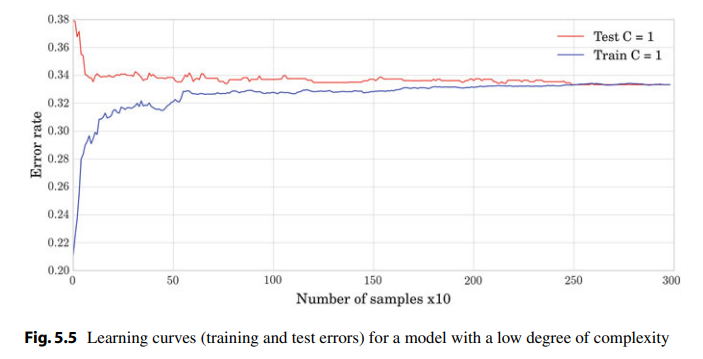 0.38
0.36
0.34
0.32
0.30
0.28
0.26
0.24
0.22
0.20
Error rate
Test C = 1
Train C = 1
0 50 100 150 200 250 300
Number of samples x10
Fig. 5.5 Learning curves (training and test errors) for a model with a low degree of complexity